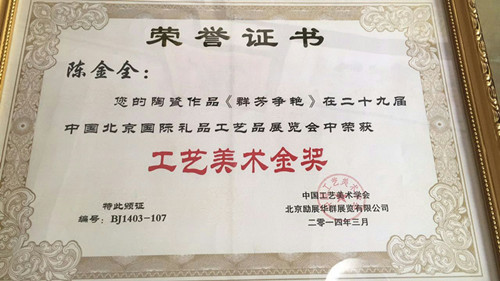 荣誉证书
陈金全：
您的陶瓷作品《群芳争艳》在二十九届
中国北京国际礼品工艺品展览会中荣获
工艺美术金奖
特此颁证
编号：BJ1403-107
中国工艺美术学会
北京励展华群展览有限公司
二零一四年三月